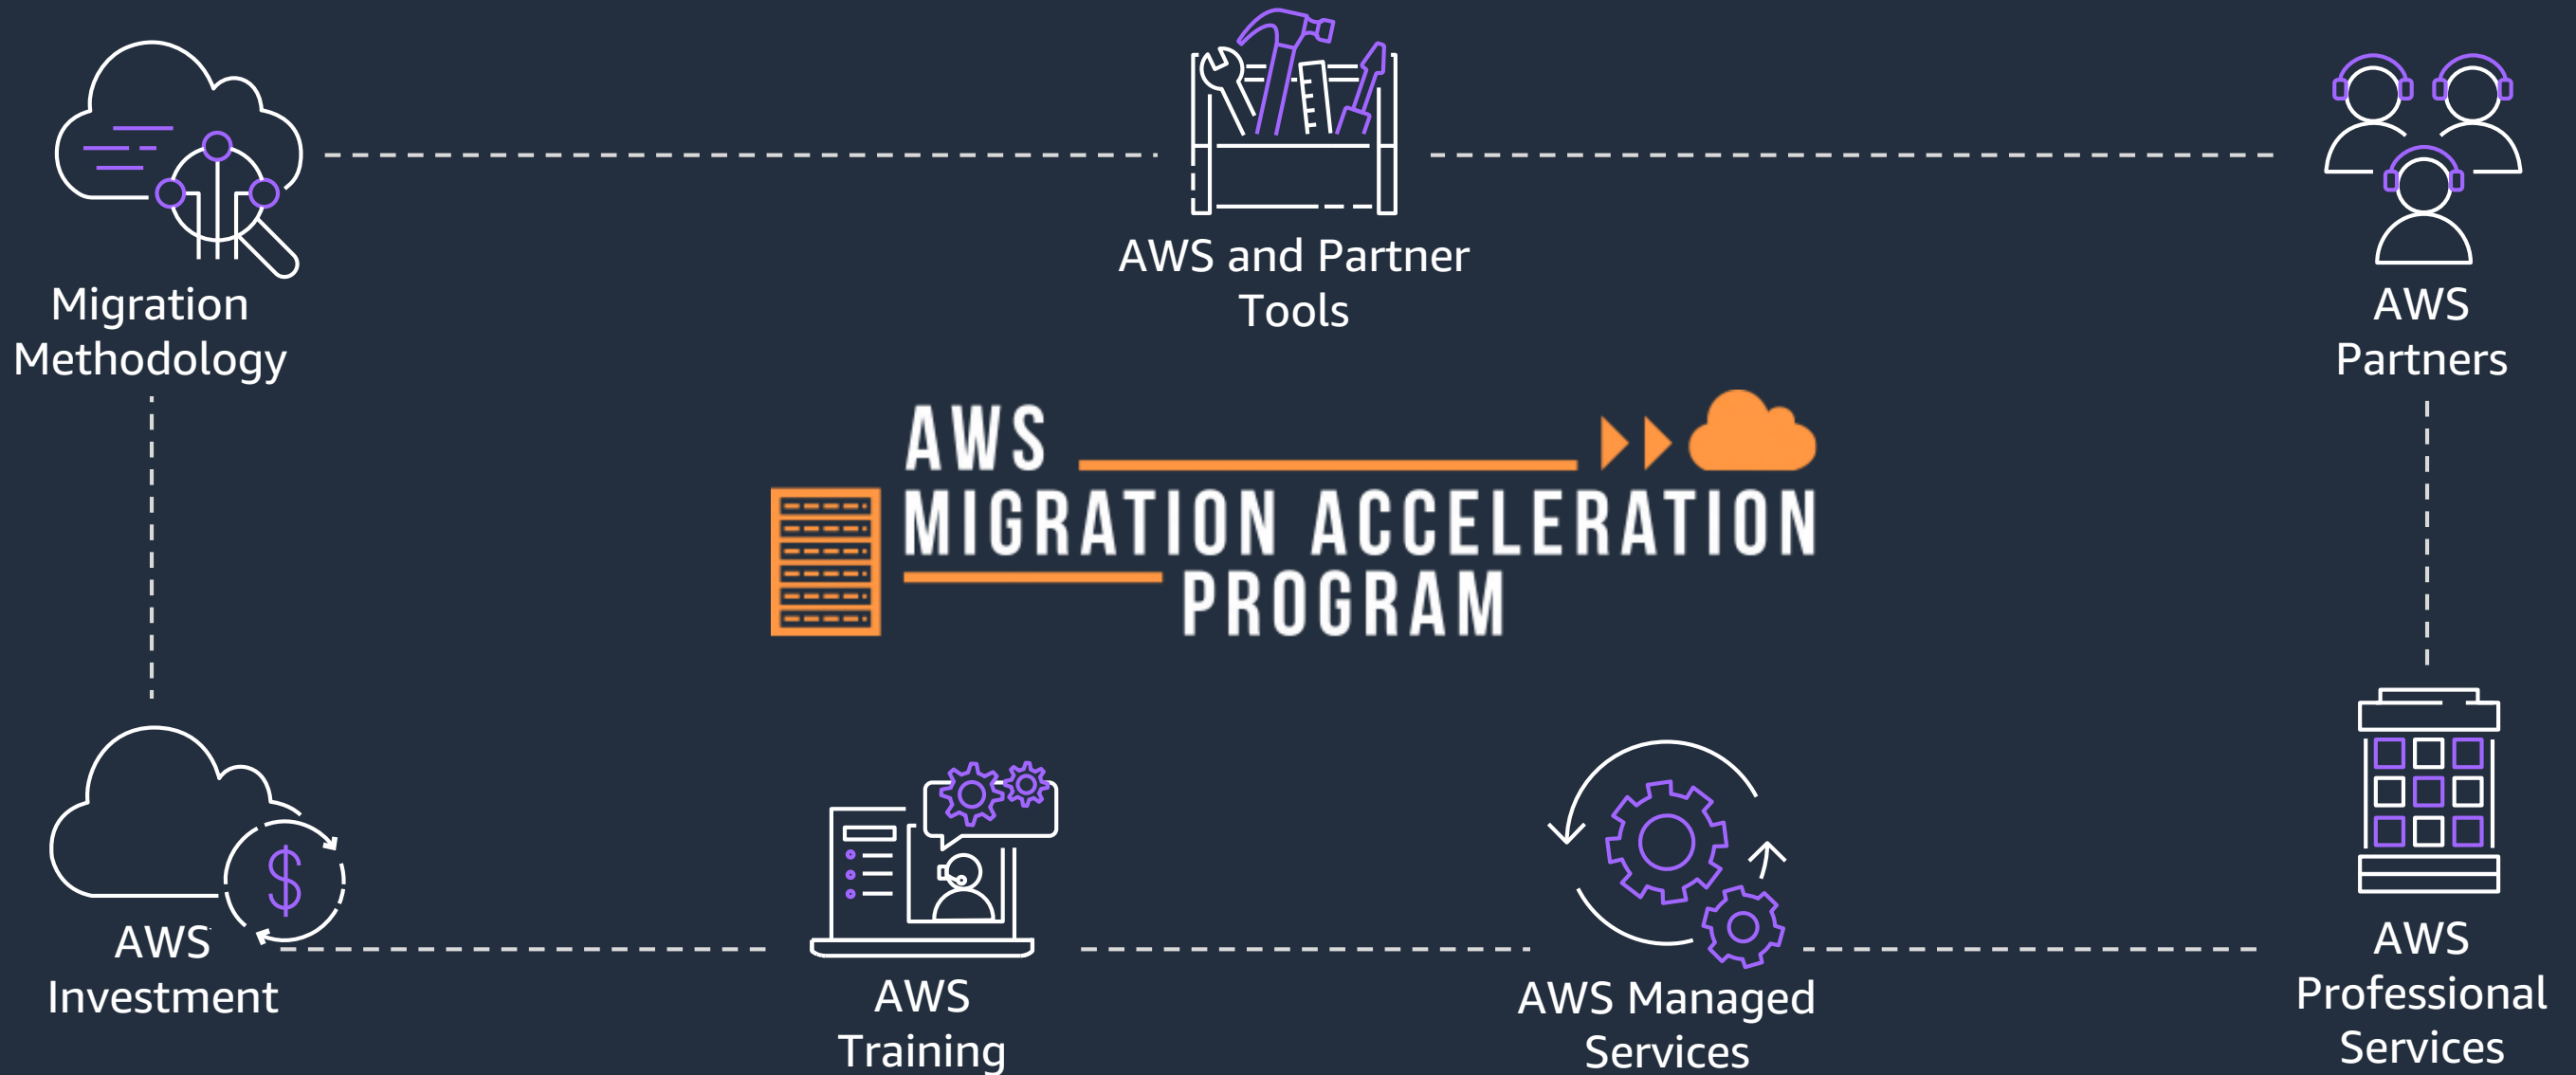 Migration
Methodology
AWS and Partner
Tools
AWS
Partners
AWS
MIGRATION ACCELERATION
PROGRAM
AWS
Investment
AWS
Training
AWS Managed
Services
AWS
Professional
Services